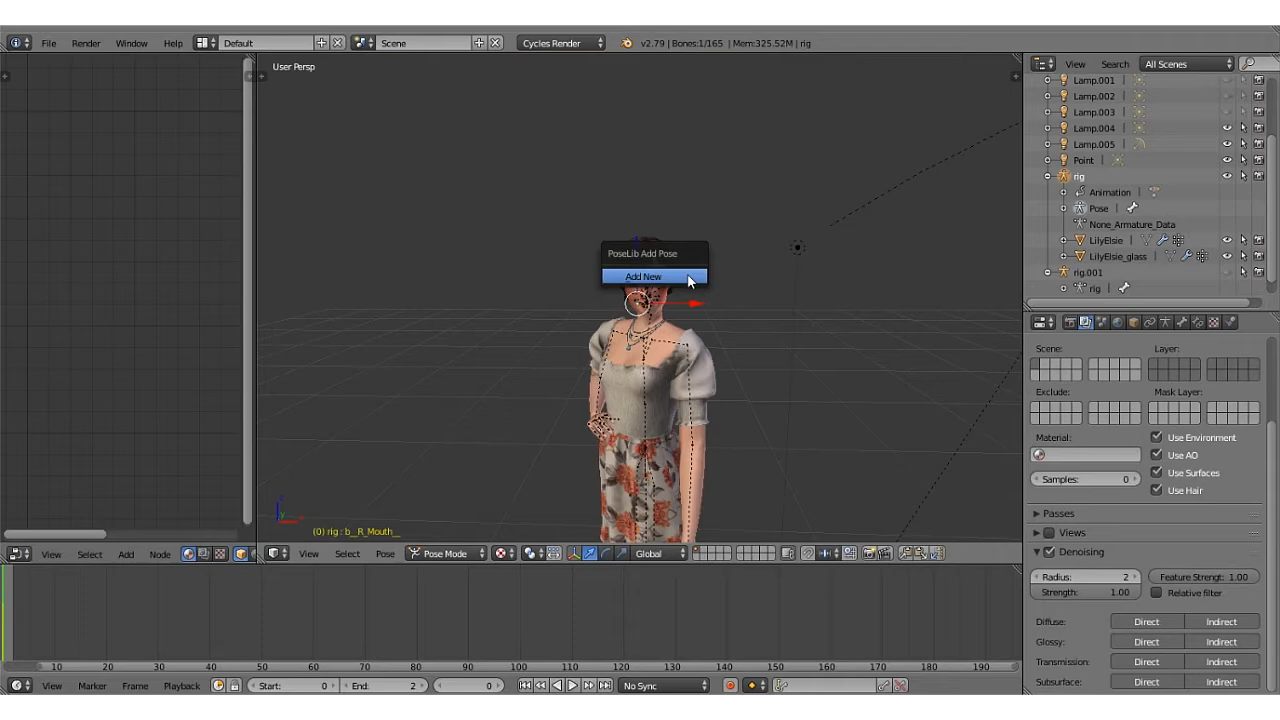 File Render Window Help Default Scene Cycles Render v2.79 | Bones:1/165 | Mem:325.52M | rig
View Search All Scenes
User Persp
Lamp.001
Lamp.002
Lamp.003
Lamp.004
Lamp.005
Point
rig
Animation
Pose
None_Armature_Data
LilyElsie
LilyElsie_glass
rig.001
rig
PoseLib Add Pose
Add New
Scene: Layer:
Exclude: Mask Layer:
Material: Use Environment
Use AO
Samples: 0 Use Surfaces
Use Hair
Passes
Views
Denoising
Radius: 2 Feature Strengt: 1.00
Strength: 1.00 Relative filter
Diffuse: Direct Indirect
Glossy: Direct Indirect
Transmission: Direct Indirect
Subsurface: Direct Indirect
(0) rig : b__R_Mouth__
View Select Add Node View Select Pose Pose Mode Global
10 20 30 40 50 60 70 80 90 100 110 120 130 140 150 160 170 180 190
View Marker Frame Playback Start: 0 End: 2 0 No Sync